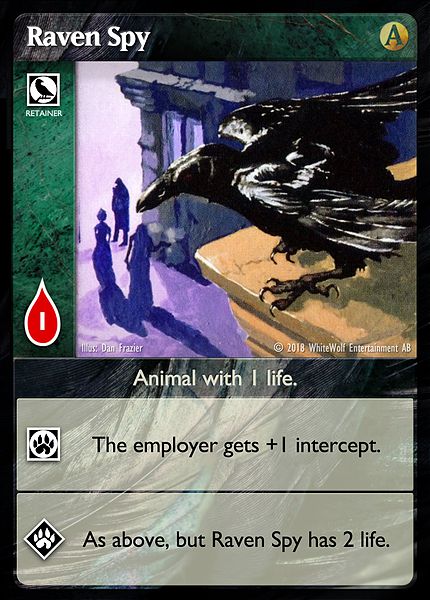 Raven Spy
A
RETAINER
1
Illus: Dan Frazier
© 2018 WhiteWolf Entertainment AB
Animal with 1 life.
The employer gets +1 intercept.
As above, but Raven Spy has 2 life.